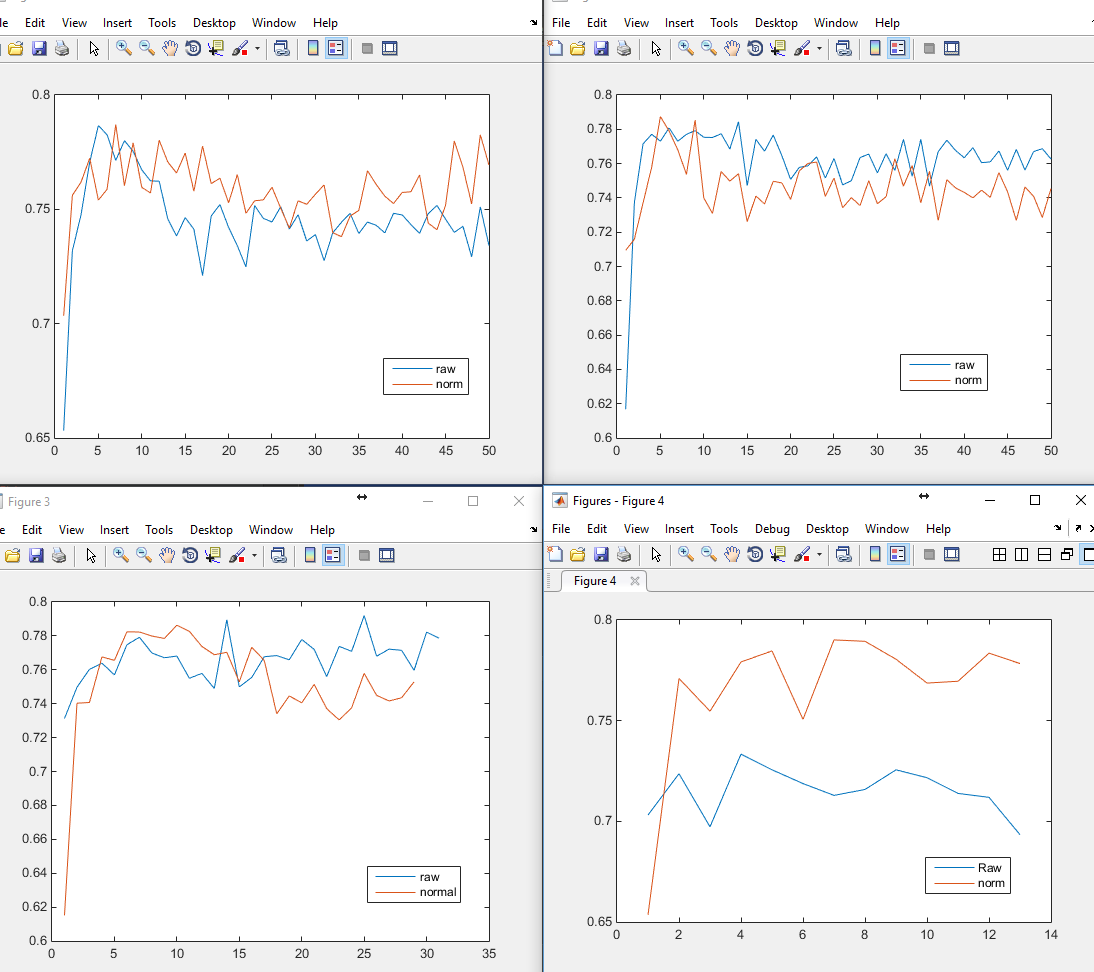 Edit View Insert Tools Desktop Window Help
0.8
0.75
0.7
0.65
0 5 10 15 20 25 30 35 40 45 50
raw
norm
File Edit View Insert Tools Desktop Window Help
0.8
0.78
0.76
0.74
0.72
0.7
0.68
0.66
0.64
0.62
0.6
0 5 10 15 20 25 30 35 40 45 50
raw
norm
Figure 3
Edit View Insert Tools Desktop Window Help
0.8
0.78
0.76
0.74
0.72
0.7
0.68
0.66
0.64
0.62
0.6
0 5 10 15 20 25 30 35
raw
normal
Figures - Figure 4
File Edit View Insert Tools Debug Desktop Window Help
Figure 4
0.8
0.75
0.7
0.65
0 2 4 6 8 10 12 14
Raw
norm